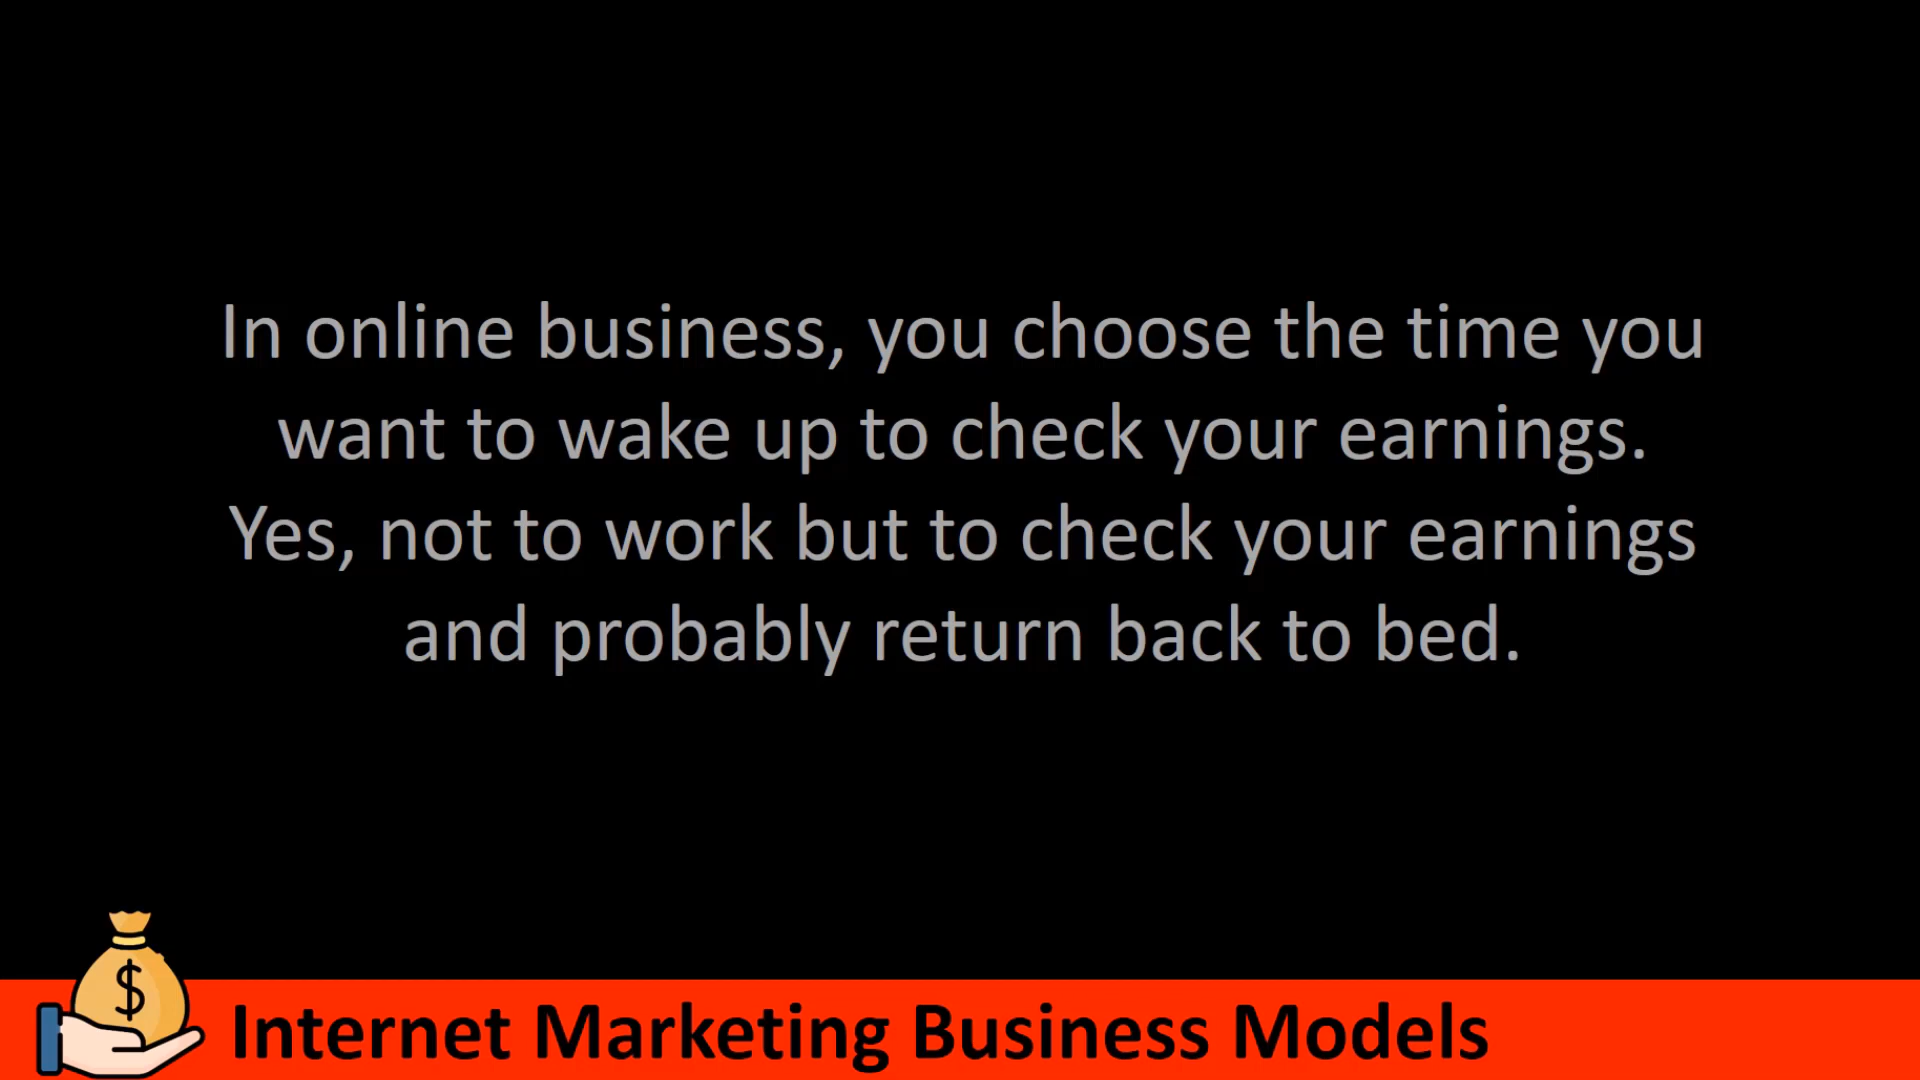 In online business, you choose the time you
want to wake up to check your earnings.
Yes, not to work but to check your earnings
and probably return back to bed.
$
Internet Marketing Business Models